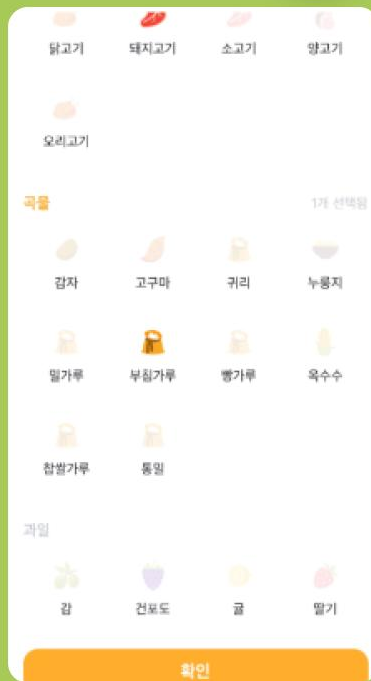 닭고기 돼지고기 소고기 양고기
오리고기
곡물 1개 선택됨
감자 고구마 귀리 누룽지
밀가루 부침가루 빵가루 옥수수
찹쌀가루 통밀
과일
감 건포도 귤 딸기
확인